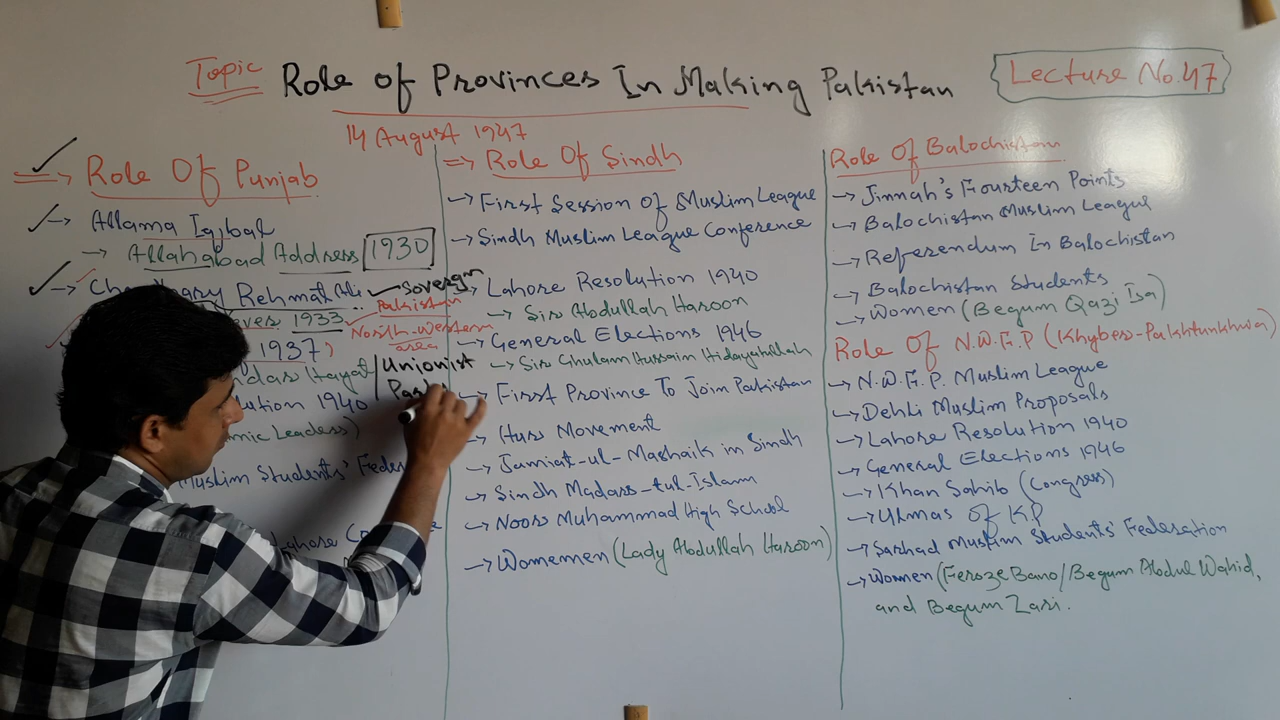 Topic Role of Provinces In Making Pakistan
Lecture No.47
14 August 1947
=> Role Of Punjab
-> Allama Iqbal
-> Allahabad Address 1930
-> Rehmat Ali Sovereign
1933 Pakistan
North-Western area
1937)
Hayat / Unionist
1940
Muslim Students'
Lahore
=> Role Of Sindh
-> First Session Of Muslim League
-> Sindh Muslim League Conference
-> Lahore Resolution 1940
-> Sir Abdullah Haroon
-> General Elections 1946
-> Sir Ghulam Hussain Hidayatullah
-> First Province To Join Pakistan
-> Hurs Movement
-> Jamiat-ul-Mashaik in Sindh
-> Sindh Madars-tul-Islam
-> Noor Muhammad High School
-> Womemen (Lady Abdullah Haroon)
Role Of Balochistan
-> Jinnah's Fourteen Points
-> Balochistan Muslim League
-> Referendum In Balochistan
-> Balochistan Students
-> Women (Begum Qazi Isa)
Role Of N.W.F.P (Khyber-Pakhtunkhwa)
-> N.W.F.P. Muslim League
-> Dehli Muslim Proposals
-> Lahore Resolution 1940
-> General Elections 1946
-> Khan Sahib (Congress)
-> Ulmas Of K.P
-> Sarhad Muslim Students' Federation
-> Women (Feroze Bano/Begum Abdul Wahid,
and Begum Zari.